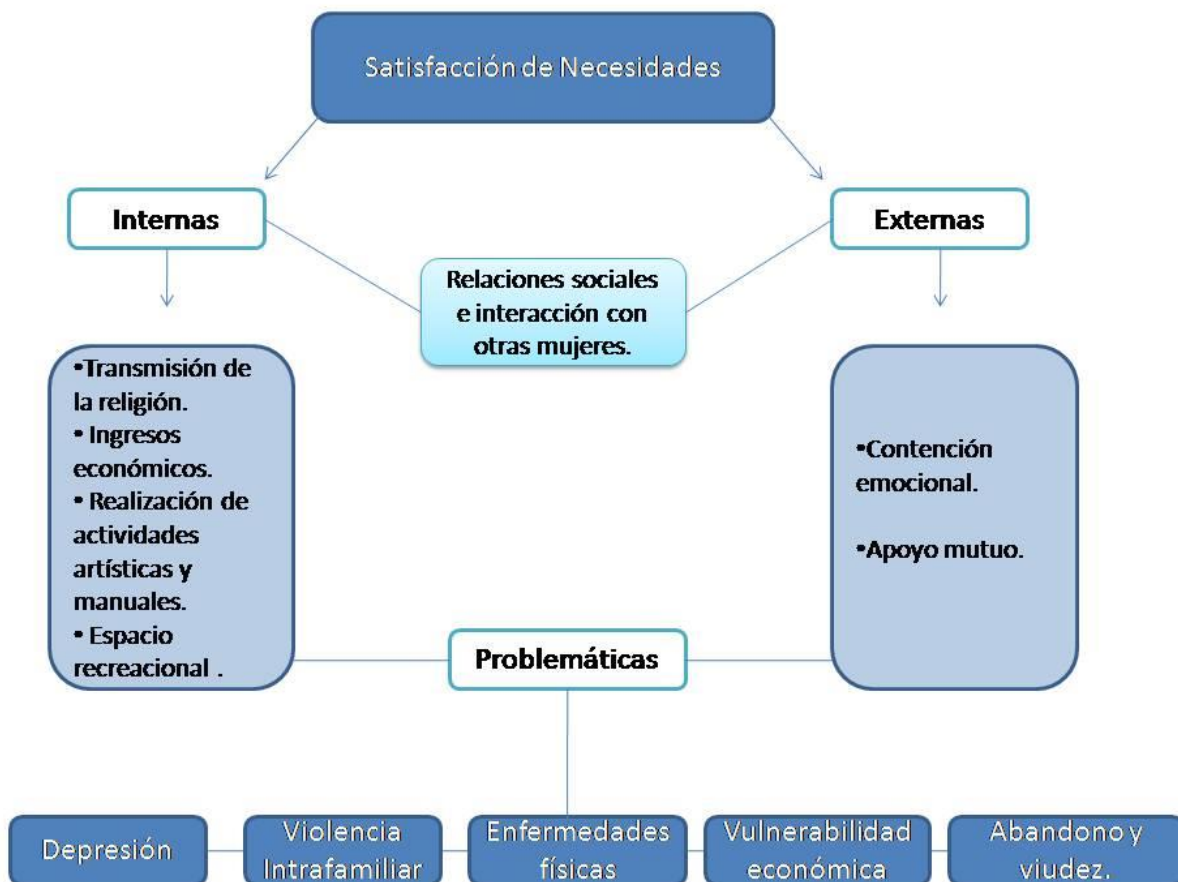 Satisfacción de Necesidades
Internas
Externas
Relaciones sociales
e interacción con
otras mujeres.
•Transmisión de
la religión.
• Ingresos
económicos.
• Realización de
actividades
artísticas y
manuales.
• Espacio
recreacional .
•Contención
emocional.
•Apoyo mutuo.
Problemáticas
Depresión
Violencia
Intrafamiliar
Enfermedades
físicas
Vulnerabilidad
económica
Abandono y
viudez.